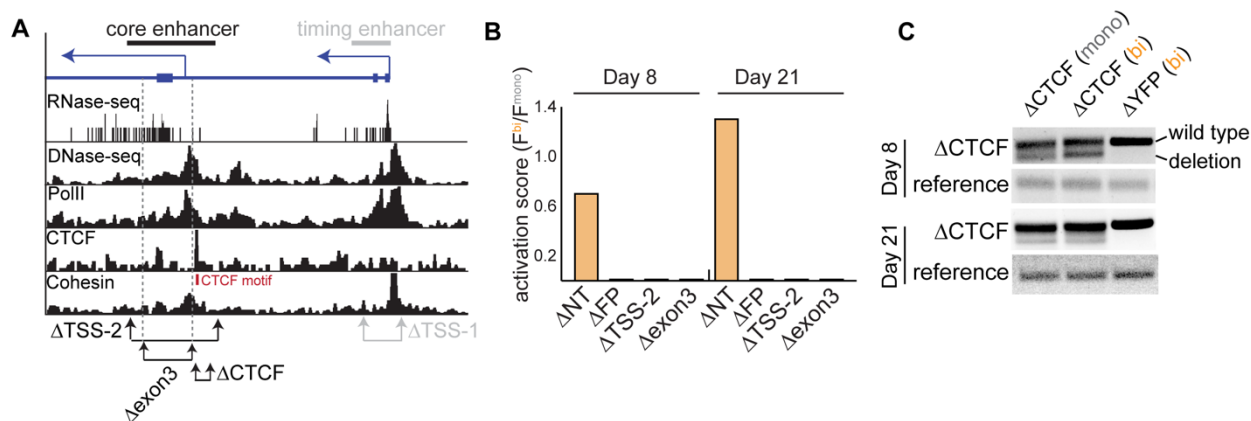 A
core enhancer
timing enhancer
RNase-seq
DNase-seq
PolII
CTCF
CTCF motif
Cohesin
ΔTSS-2
ΔTSS-1
Δexon3
ΔCTCF
B
Day 8
Day 21
activation score (Fbi/Fmono)
1.4
1.0
0.6
0.2
ΔNT
ΔFP
ΔTSS-2
Δexon3
ΔNT
ΔFP
ΔTSS-2
Δexon3
C
ΔCTCF (mono)
ΔCTCF (bi)
ΔYFP (bi)
Day 8
ΔCTCF
wild type
deletion
reference
Day 21
ΔCTCF
reference